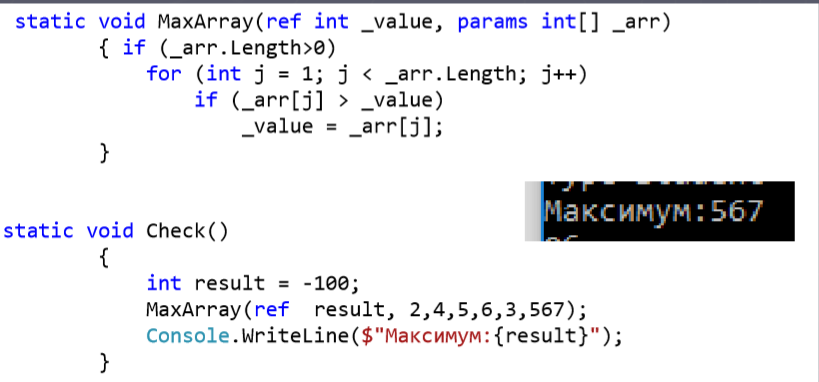 static void MaxArray(ref int _value, params int[] _arr)
{ if (_arr.Length>0)
for (int j = 1; j < _arr.Length; j++)
if (_arr[j] > _value)
_value = _arr[j];
}
Максимум:567
static void Check()
{
int result = -100;
MaxArray(ref result, 2,4,5,6,3,567);
Console.WriteLine($"Максимум:{result}");
}